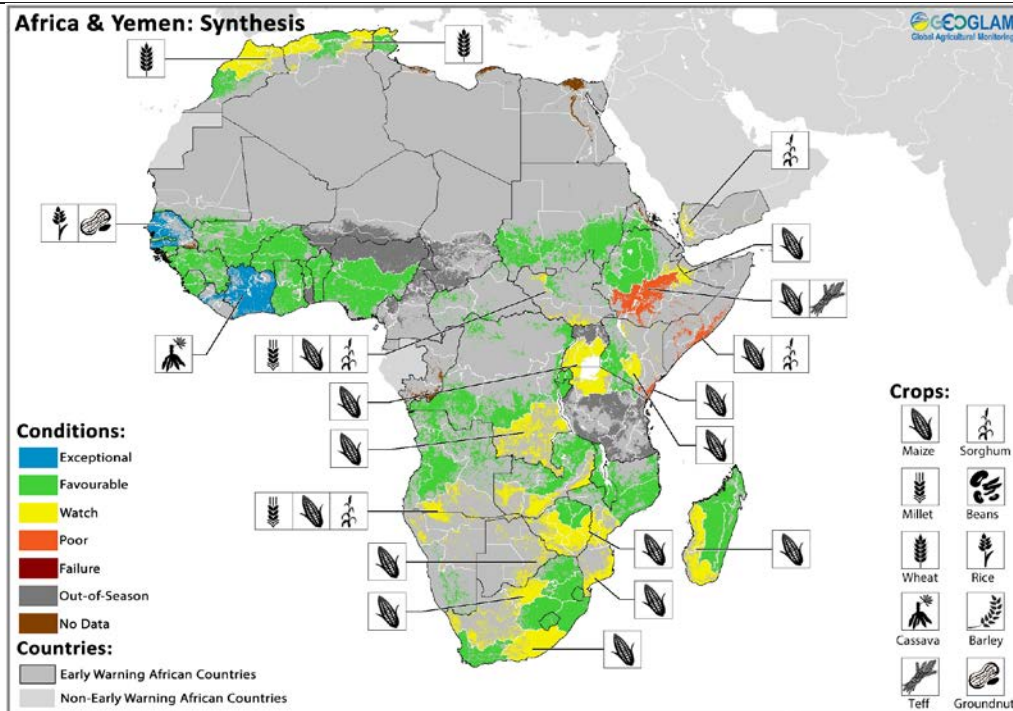 Africa & Yemen: Synthesis
GEOGLAM
Global Agricultural Monitoring
Conditions:
Exceptional
Favourable
Watch
Poor
Failure
Out-of-Season
No Data
Countries:
Early Warning African Countries
Non-Early Warning African Countries
Crops:
Maize Sorghum
Millet Beans
Wheat Rice
Cassava Barley
Teff Groundnut